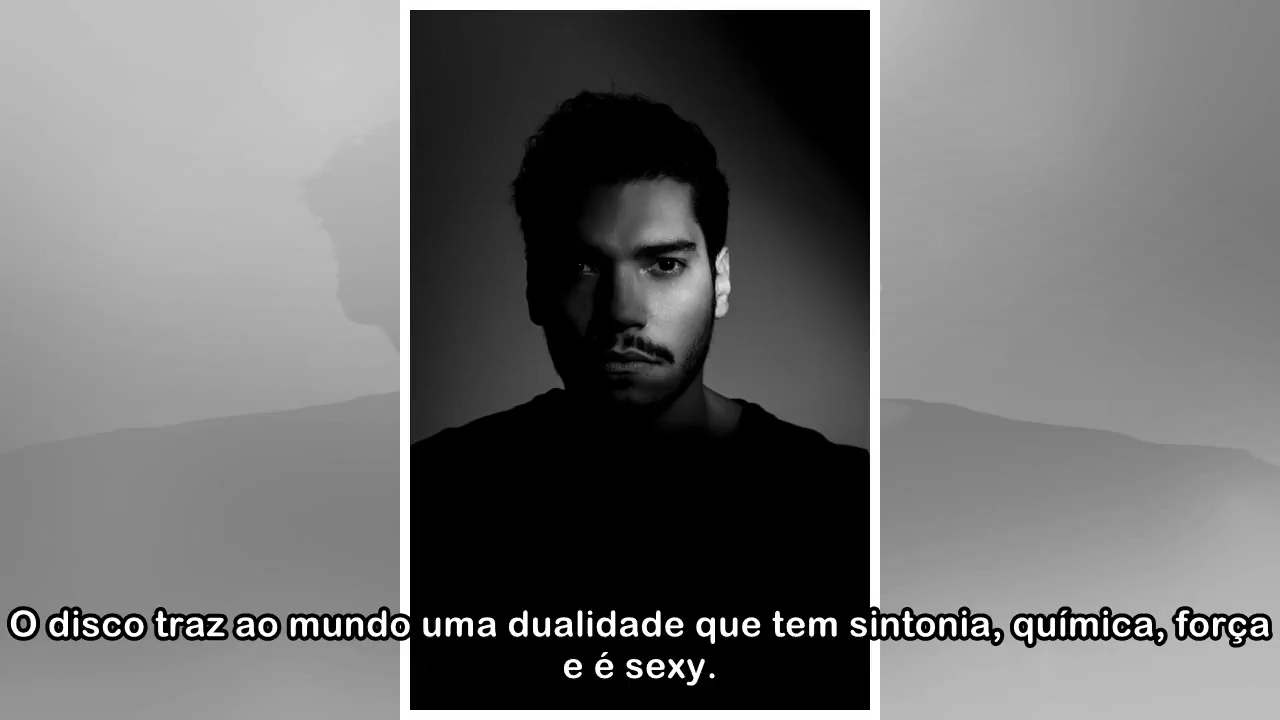 O disco traz ao mundo uma dualidade que tem sintonia, química, força
e é sexy.